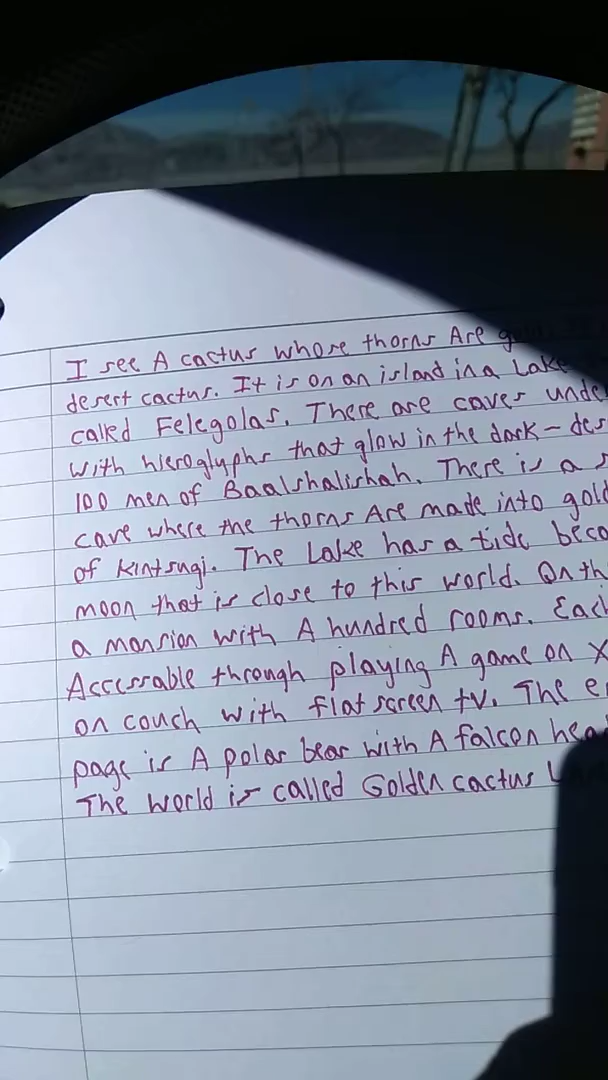 I see A cactus whose thorns Are
desert cactus. It is on an island in a Lake
called Felegolas. There are caves
with hieroglyphs that glow in the dark -
100 men of Baalshalishah. There is a
cave where the thorns Are made into gold
of Kintsugi. The Lake has a tide
moon that is close to this world. On
a mansion with A hundred rooms. Each
Accessable through playing A game on X
on couch with flat screen tv. The
page is A polar bear with A falcon
The world is called Golden cactus